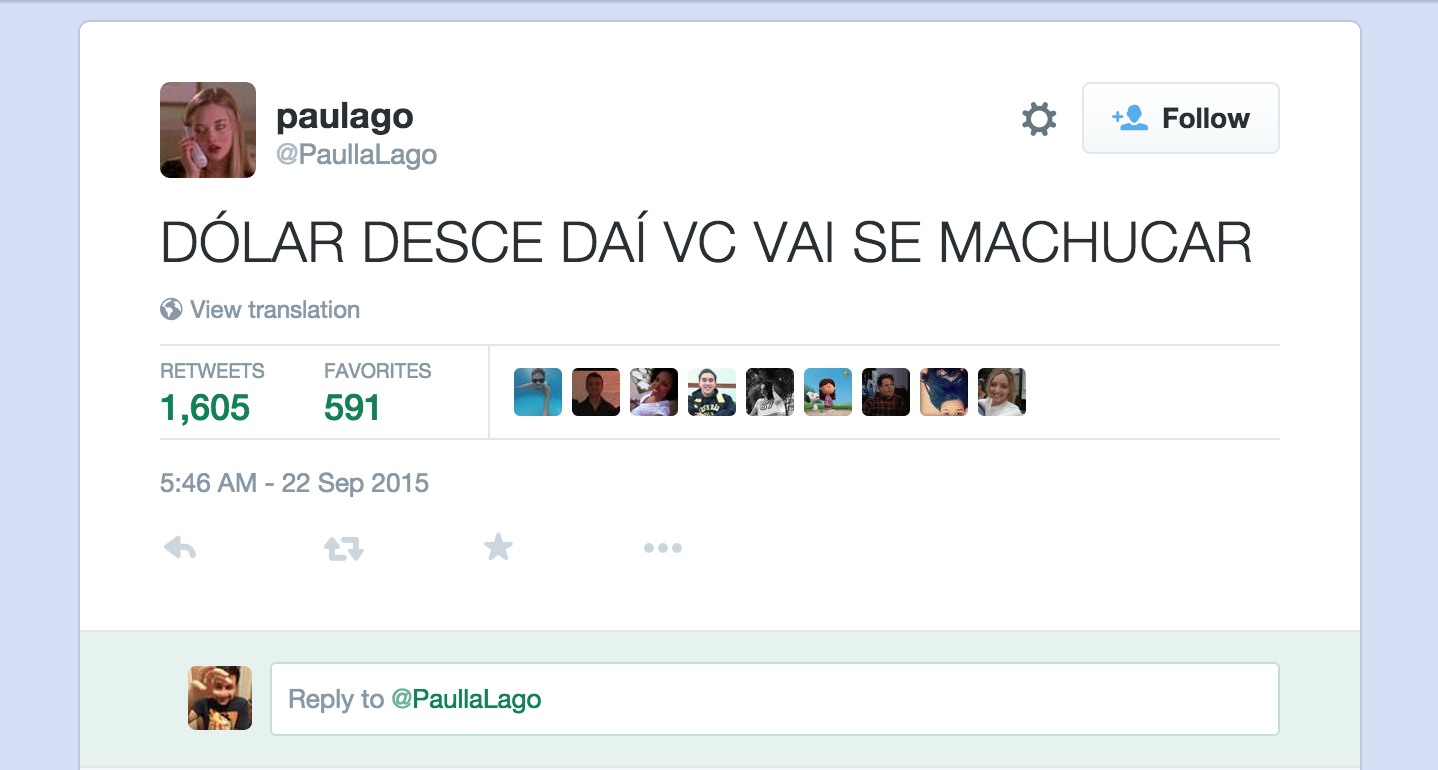 paulago
@PaullaLago
Follow
DÓLAR DESCE DAÍ VC VAI SE MACHUCAR
View translation
RETWEETS FAVORITES
1,605 591
5:46 AM - 22 Sep 2015
Reply to @PaullaLago